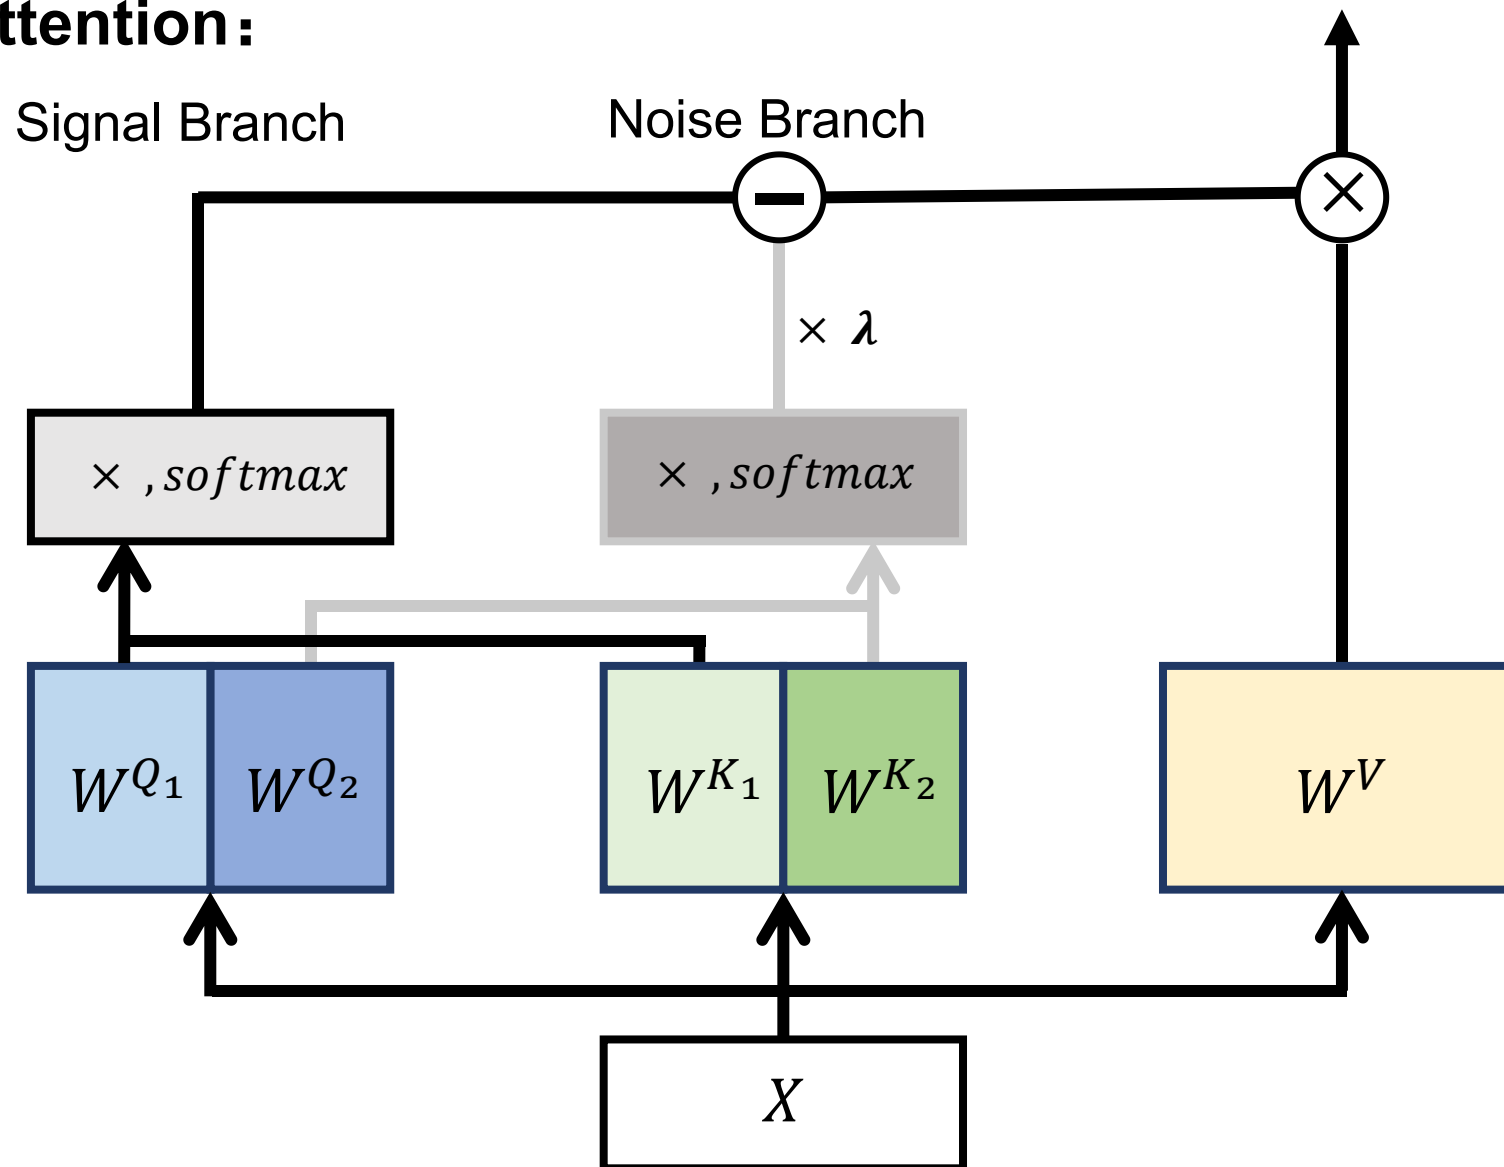 ttention：
Signal Branch
Noise Branch
−
×
× λ
× ,softmax
× ,softmax
W^{Q_1}
W^{Q_2}
W^{K_1}
W^{K_2}
W^V
X